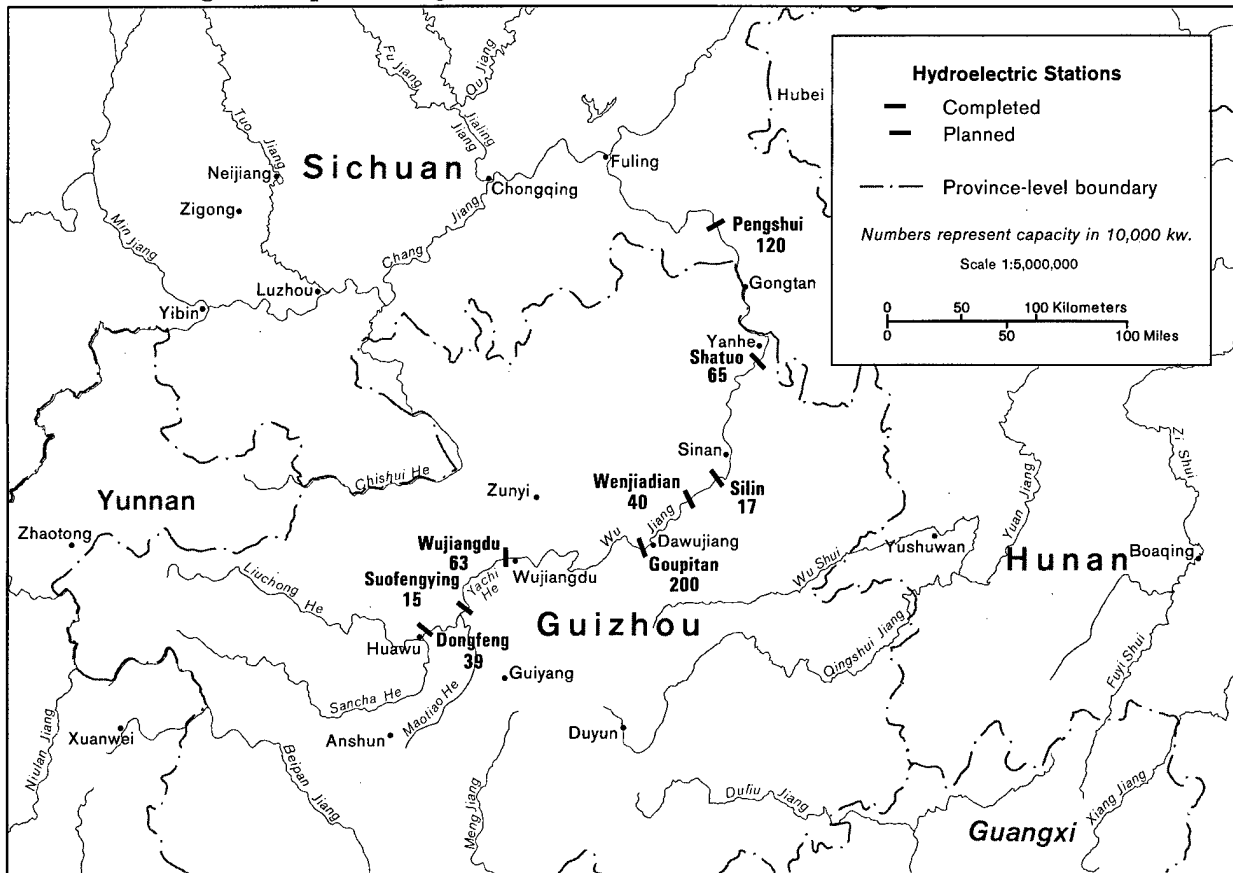 Hydroelectric Stations
Completed
Planned
Province-level boundary
Numbers represent capacity in 10,000 kw.
Scale 1:5,000,000
0 50 100 Kilometers
0 50 100 Miles
Hubei
Fu Jiang
Qu Jiang
Jialing
Jiang
Tuo Jiang
Sichuan
Neijiang
Zigong
Chongqing
Fuling
Min Jiang
Chang Jiang
Pengshui
120
Gongtan
Luzhou
Yibin
Yanhe
Shatuo
65
Sinan
Chishui He
Zi Shui
Yunnan
Zunyi
Wenjiadian
40
Silin
17
Yuan Jiang
Zhaotong
Wujiangdu
63
Wu Jiang
Dawujiang
Yushuwan
Wu Shui
Hunan
Boaqing
Wujiangdu
Goupitan
200
Suofengying
15
Yachi
He
Liuchong
He
Guizhou
Huawu
Dongfeng
39
Guiyang
Qingshui Jiang
Fuyi Shui
Sancha He
Maotiao He
Xuanwei
Anshun
Duyun
Niulan Jiang
Beipan
Jiang
Meng Jiang
Duliu Jiang
Xiang Jiang
Guangxi